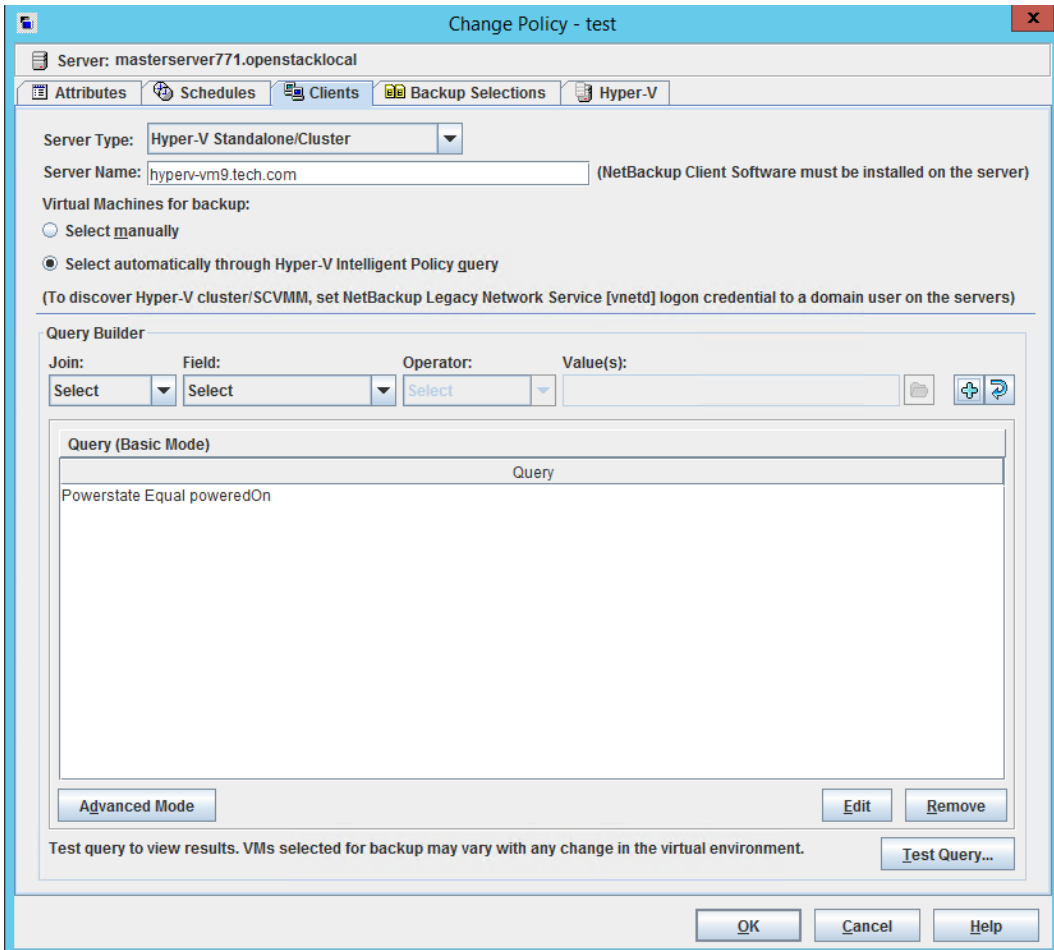 Change Policy - test
x
Server: masterserver771.openstacklocal
Attributes Schedules Clients Backup Selections Hyper-V
Server Type: Hyper-V Standalone/Cluster
Server Name: hyperv-vm9.tech.com (NetBackup Client Software must be installed on the server)
Virtual Machines for backup:
Select manually
Select automatically through Hyper-V Intelligent Policy query
(To discover Hyper-V cluster/SCVMM, set NetBackup Legacy Network Service [vnetd] logon credential to a domain user on the servers)
Query Builder
Join: Field: Operator: Value(s):
Select Select Select
Query (Basic Mode)
Query
Powerstate Equal poweredOn
Advanced Mode Edit Remove
Test query to view results. VMs selected for backup may vary with any change in the virtual environment. Test Query...
OK Cancel Help